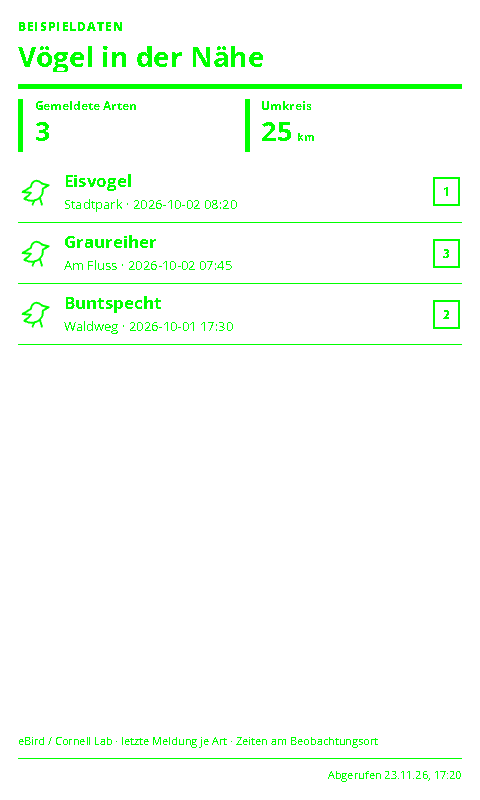 BEISPIELDATEN
Vögel in der Nähe
Gemeldete Arten
3
Umkreis
25 km
Eisvogel
Stadtpark · 2026-10-02 08:20
1
Graureiher
Am Fluss · 2026-10-02 07:45
3
Buntspecht
Waldweg · 2026-10-01 17:30
2
eBird / Cornell Lab · letzte Meldung je Art · Zeiten am Beobachtungsort
Abgerufen 23.11.26, 17:20